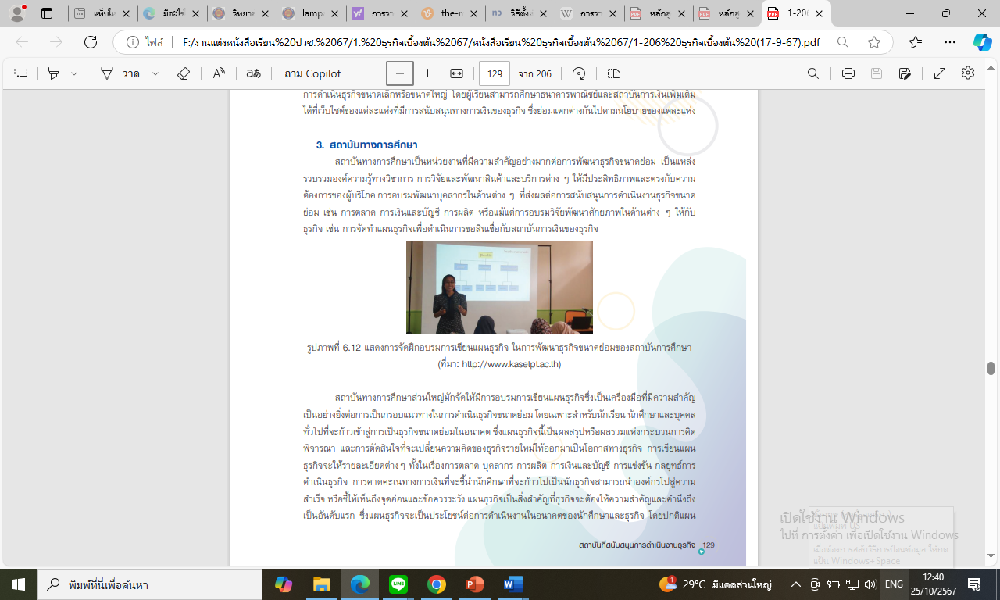 แท็บให
มีอะไรใ
วิทยาล
lampa
การวา
the-n
วิธีตั้งเ
การวา
หลักสู
หลักสู
1-20
ไฟล์ F:/งานแต่งหนังสือเรียน%20ปวช.%2067/1.%20ธุรกิจเบื้องต้น%2067/หนังสือเรียน%20ธุรกิจเบื้องต้น%2067/1-206%20ธุรกิจเบื้องต้น%20(17-9-67).pdf
วาด ถาม Copilot 129 จาก 206
การดำเนินธุรกิจขนาดเล็กหรือขนาดใหญ่ โดยผู้เรียนสามารถศึกษาธนาคารพาณิชย์และสถาบันการเงินเพิ่มเติม
ได้ที่เว็บไซต์ของแต่ละแห่งที่มีการสนับสนุนทางการเงินของธุรกิจ ซึ่งย่อมแตกต่างกันไปตามนโยบายของแต่ละแห่ง
3. สถาบันทางการศึกษา
สถาบันทางการศึกษาเป็นหน่วยงานที่มีความสำคัญอย่างมากต่อการพัฒนาธุรกิจขนาดย่อม เป็นแหล่ง
รวบรวมองค์ความรู้ทางวิชาการ การวิจัยและพัฒนาสินค้าและบริการต่าง ๆ ให้มีประสิทธิภาพและตรงกับความ
ต้องการของผู้บริโภค การอบรมพัฒนาบุคลากรในด้านต่าง ๆ ที่ส่งผลต่อการสนับสนุนการดำเนินงานธุรกิจขนาด
ย่อม เช่น การตลาด การเงินและบัญชี การผลิต หรือแม้แต่การอบรมวิจัยพัฒนาศักยภาพในด้านต่าง ๆ ให้กับ
ธุรกิจ เช่น การจัดทำแผนธุรกิจเพื่อดำเนินการขอสินเชื่อกับสถาบันการเงินของธุรกิจ
รูปภาพที่ 6.12 แสดงการจัดฝึกอบรมการเขียนแผนธุรกิจ ในการพัฒนาธุรกิจขนาดย่อมของสถาบันการศึกษา
(ที่มา: http://www.kasetpt.ac.th)
สถาบันทางการศึกษาส่วนใหญ่มักจัดให้มีการอบรมการเขียนแผนธุรกิจซึ่งเป็นเครื่องมือที่มีความสำคัญ
เป็นอย่างยิ่งต่อการเป็นกรอบแนวทางในการดำเนินธุรกิจขนาดย่อม โดยเฉพาะสำหรับนักเรียน นักศึกษาและบุคคล
ทั่วไปที่จะก้าวเข้าสู่การเป็นธุรกิจขนาดย่อมในอนาคต ซึ่งแผนธุรกิจนี้เป็นผลสรุปหรือผลรวมแห่งกระบวนการคิด
พิจารณา และการตัดสินใจที่จะเปลี่ยนความคิดของธุรกิจรายใหม่ให้ออกมาเป็นโอกาสทางธุรกิจ การเขียนแผน
ธุรกิจจะให้รายละเอียดต่างๆ ทั้งในเรื่องการตลาด บุคลากร การผลิต การเงินและบัญชี การแข่งขัน กลยุทธ์การ
ดำเนินธุรกิจ การคาดคะเนทางการเงินที่จะชี้นำนักศึกษาที่จะก้าวไปเป็นนักธุรกิจสามารถนำองค์กรไปสู่ความ
สำเร็จ หรือชี้ให้เห็นถึงจุดอ่อนและข้อควรระวัง แผนธุรกิจเป็นสิ่งสำคัญที่ธุรกิจจะต้องให้ความสำคัญและคำนึงถึง
เป็นอันดับแรก ซึ่งแผนธุรกิจจะเป็นประโยชน์ต่อการดำเนินงานในอนาคตของนักศึกษาและธุรกิจ โดยปกติแผน
สถาบันที่สนับสนุนการดำเนินงานธุรกิจ 129
เปิดใช้งาน Windows
ไปที่ การตั้งค่า เพื่อเปิดใช้งาน Windows
แป้นพิมพ์ US
เมื่อต้องการสลับวิธีการป้อนข้อมูล ให้กด
แป้น Windows+Space
พิมพ์ที่นี่เพื่อค้นหา
29°C มีแดดส่วนใหญ่ ENG 12:40
25/10/2567